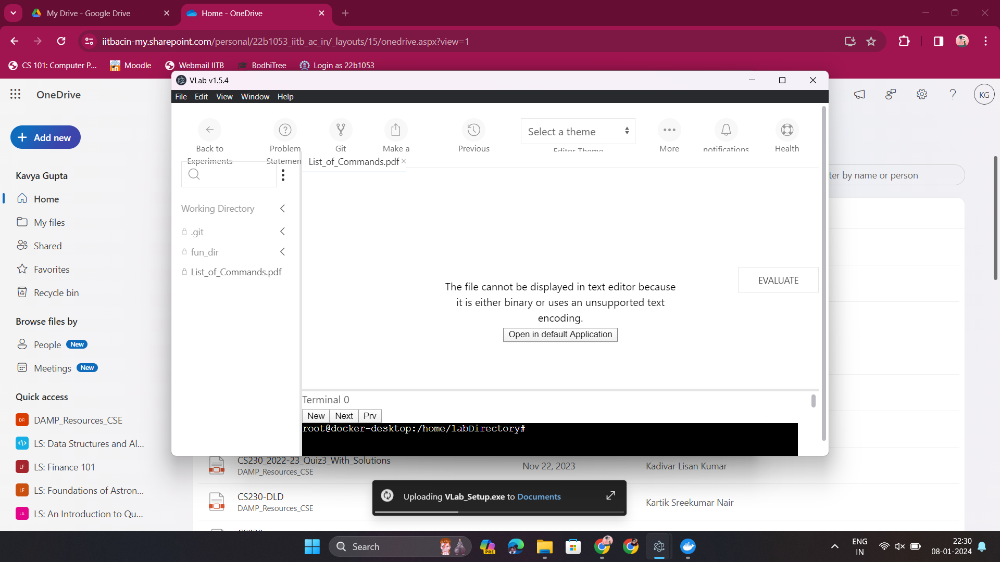 My Drive - Google Drive
Home - OneDrive
iitbacin-my.sharepoint.com/personal/22b1053_iitb_ac_in/_layouts/15/onedrive.aspx?view=1
CS 101: Computer P...
Moodle
Webmail IITB
BodhiTree
Login as 22b1053
VLab v1.5.4
File Edit View Window Help
OneDrive
KG
Back to
Experiments
Problem
Statemen
Git
Make a
Previous
Select a theme
Editor Theme
More
notifications
Health
Add new
List_of_Commands.pdf
Kavya Gupta
ter by name or person
Home
Working Directory
My files
.git
Shared
fun_dir
Favorites
List_of_Commands.pdf
Recycle bin
The file cannot be displayed in text editor because
it is either binary or uses an unsupported text
encoding.
EVALUATE
Open in default Application
Browse files by
People New
Meetings New
Quick access
Terminal 0
New Next Prv
root@docker-desktop:/home/labDirectory#
DR DAMP_Resources_CSE
LS: Data Structures and Al...
LF LS: Finance 101
LF LS: Foundations of Astron...
LA LS: An Introduction to Qu...
CS230_2022-23_Quiz3_With_Solutions
DAMP_Resources_CSE
Nov 22, 2023
Kadivar Lisan Kumar
CS230-DLD
DAMP_Resources_CSE
Kartik Sreekumar Nair
Uploading VLab_Setup.exe to Documents
Search
PRE
ENG
IN
22:30
08-01-2024